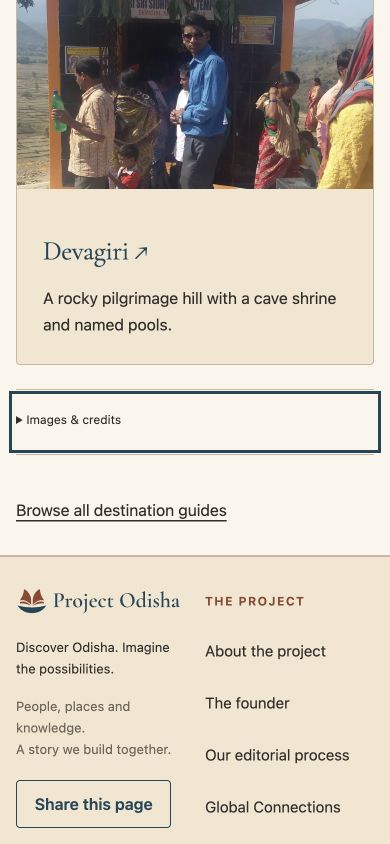 Devagiri ↗
A rocky pilgrimage hill with a cave shrine
and named pools.
▶ Images & credits
Browse all destination guides
Project Odisha
Discover Odisha. Imagine
the possibilities.
People, places and
knowledge.
A story we build together.
Share this page
THE PROJECT
About the project
The founder
Our editorial process
Global Connections